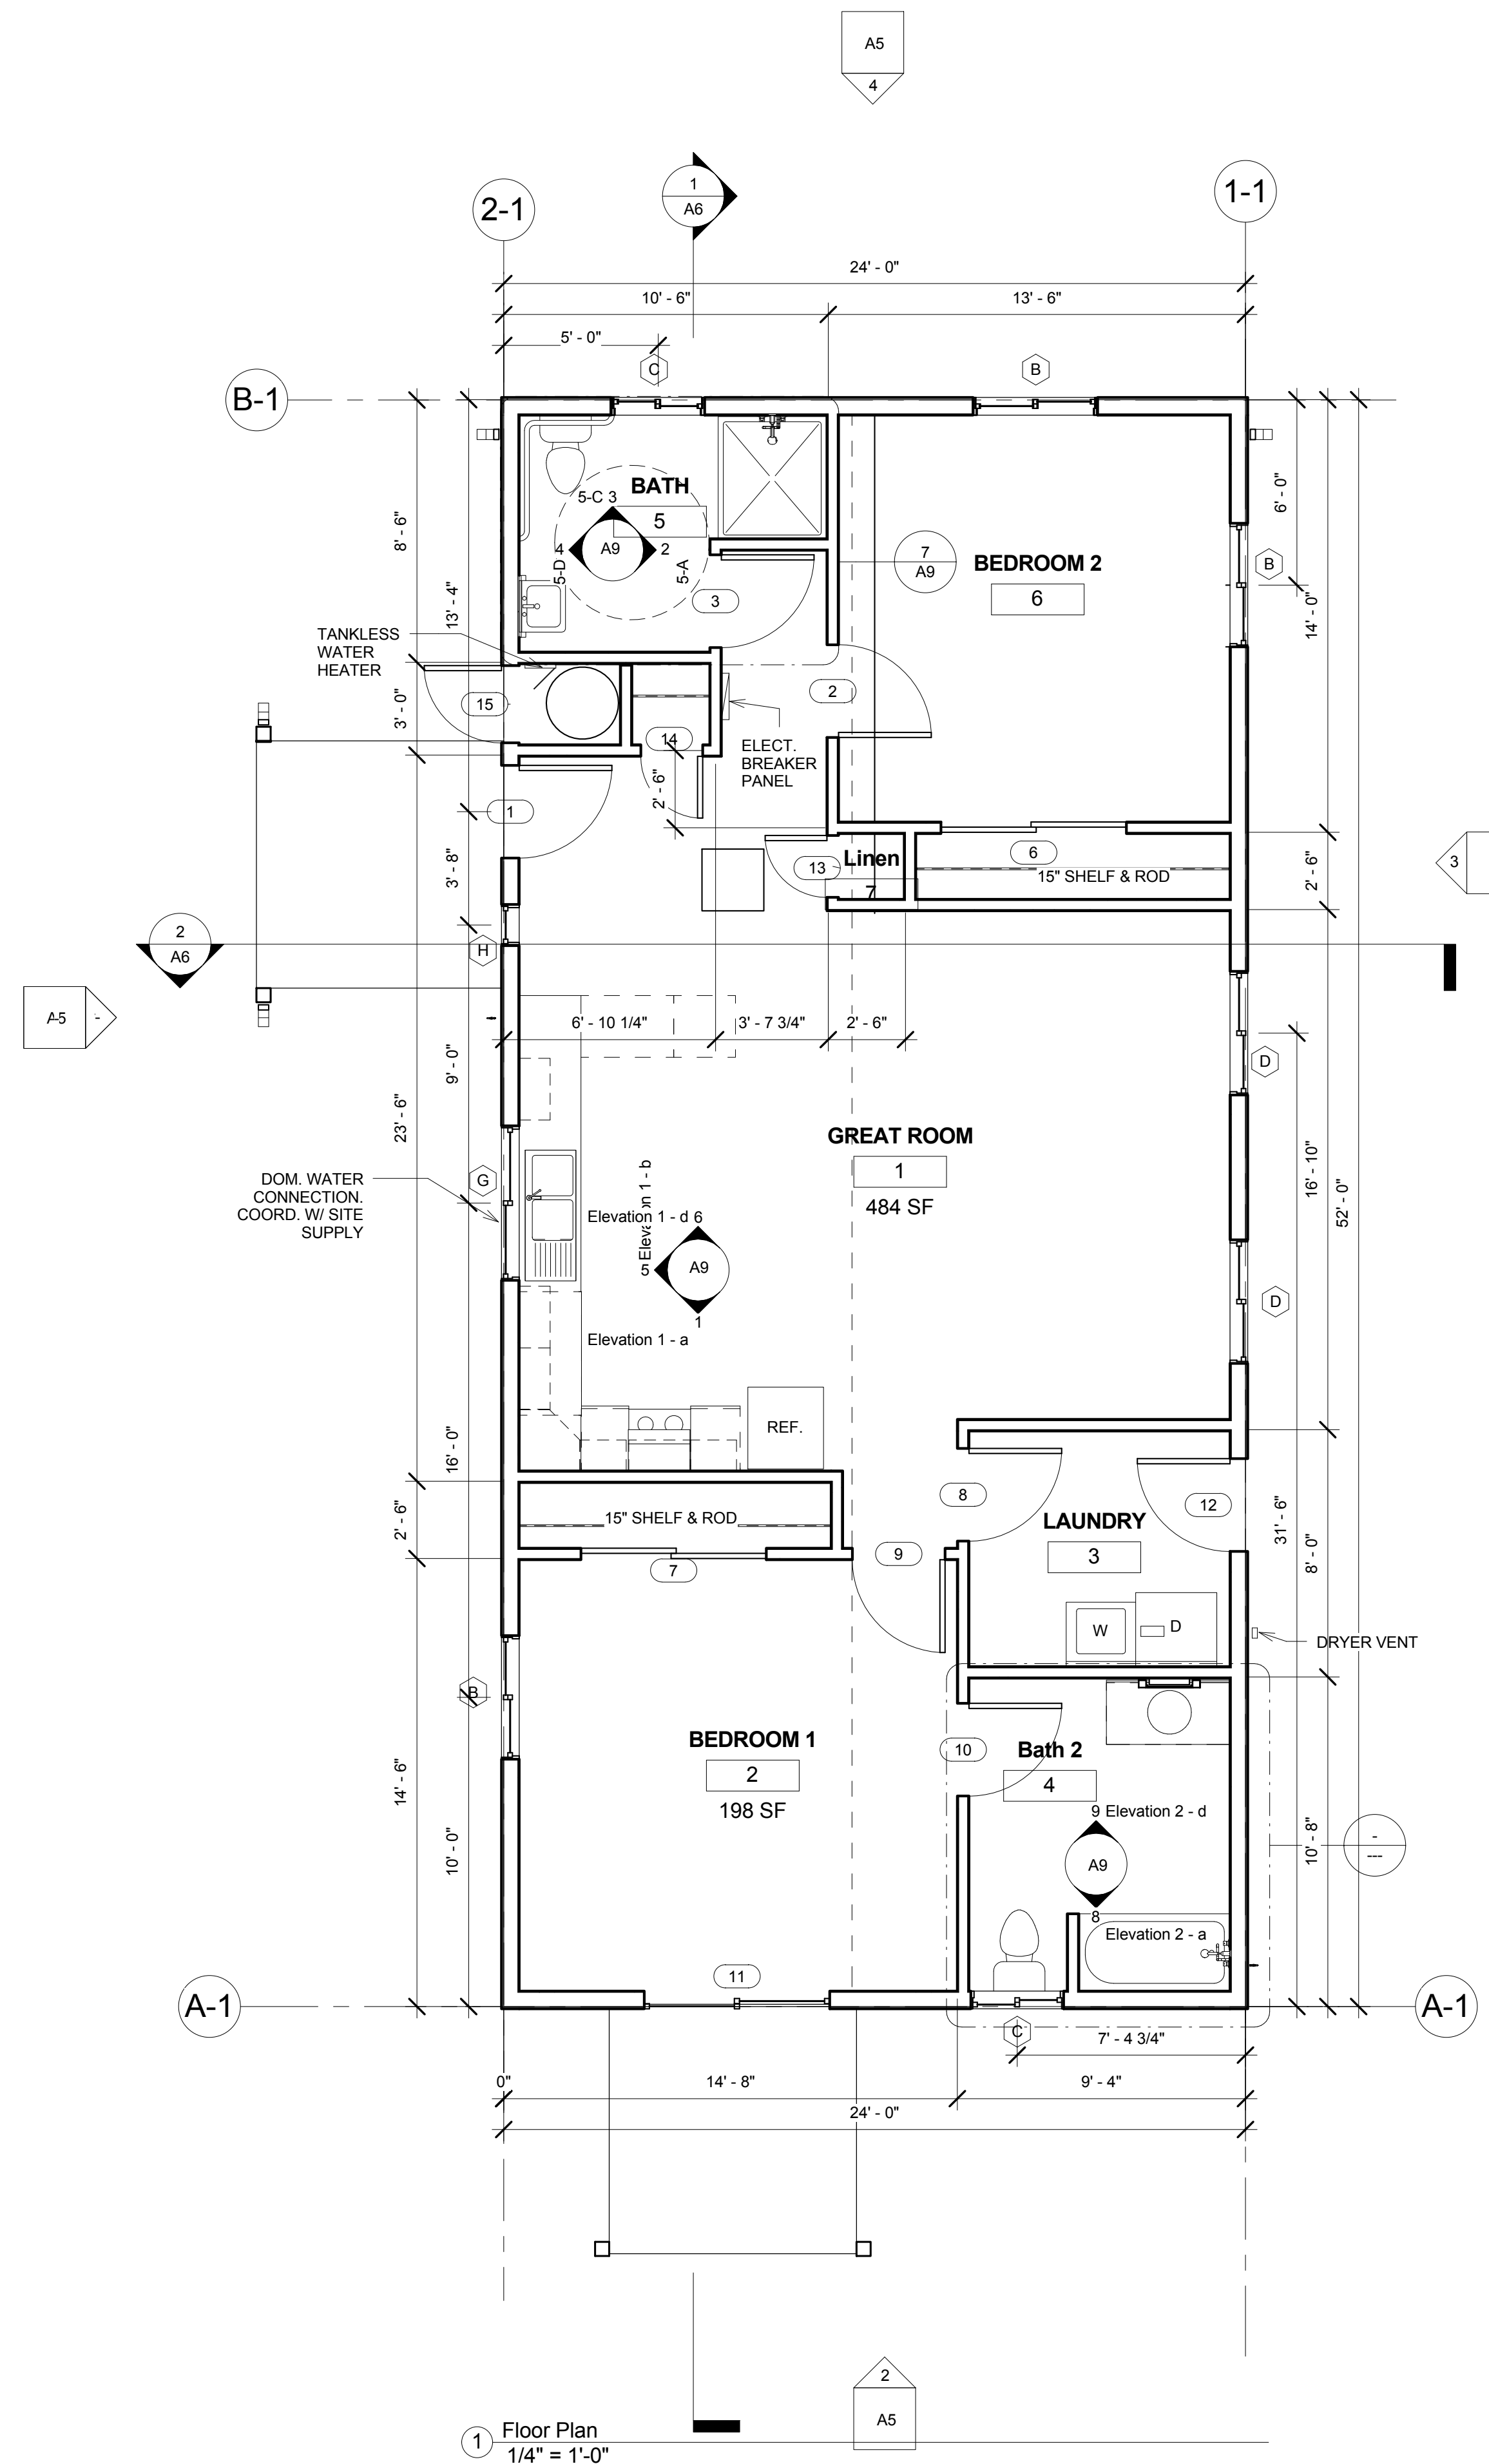 A5
4
1
A6
2-1
1-1
24' - 0"
10' - 6"
13' - 6"
5' - 0"
C
B
B-1
BATH
5
5-C 3
4
A9
2
5-D
5-A
3
7
A9
BEDROOM 2
6
B
6' - 0"
14' - 0"
8' - 6"
13' - 4"
TANKLESS
WATER
HEATER
15
3' - 0"
14
2
ELECT.
BREAKER
PANEL
2' - 6"
1
3' - 8"
13
Linen
7
6
15" SHELF & ROD
2' - 6"
3
2
A6
H
A-5
-
6' - 10 1/4"
3' - 7 3/4"
2' - 6"
D
9' - 0"
23' - 6"
GREAT ROOM
1
484 SF
16' - 10"
52' - 0"
DOM. WATER
CONNECTION.
COORD. W/ SITE
SUPPLY
G
Elevation 1 - b
Elevation 1 - d 6
5
A9
1
D
Elevation 1 - a
REF.
16' - 0"
8
12
2' - 6"
15" SHELF & ROD
LAUNDRY
3
31' - 6"
8' - 0"
9
7
W
D
DRYER VENT
B
BEDROOM 1
2
198 SF
10
Bath 2
4
14' - 6"
10' - 0"
9 Elevation 2 - d
A9
8
Elevation 2 - a
10' - 8"
-
---
11
A-1
A-1
C
7' - 4 3/4"
0"
14' - 8"
9' - 4"
24' - 0"
2
A5
1
Floor Plan
1/4" = 1'-0"